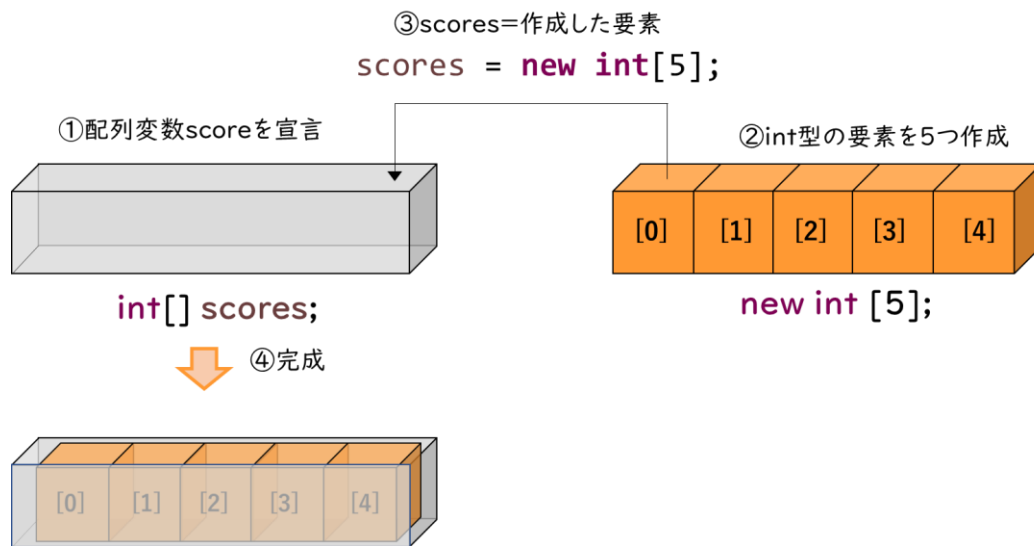 ③scores=作成した要素
scores = new int[5];
①配列変数scoreを宣言
②int型の要素を5つ作成
[0] [1] [2] [3] [4]
int[] scores;
new int [5];
④完成
[0] [1] [2] [3] [4]